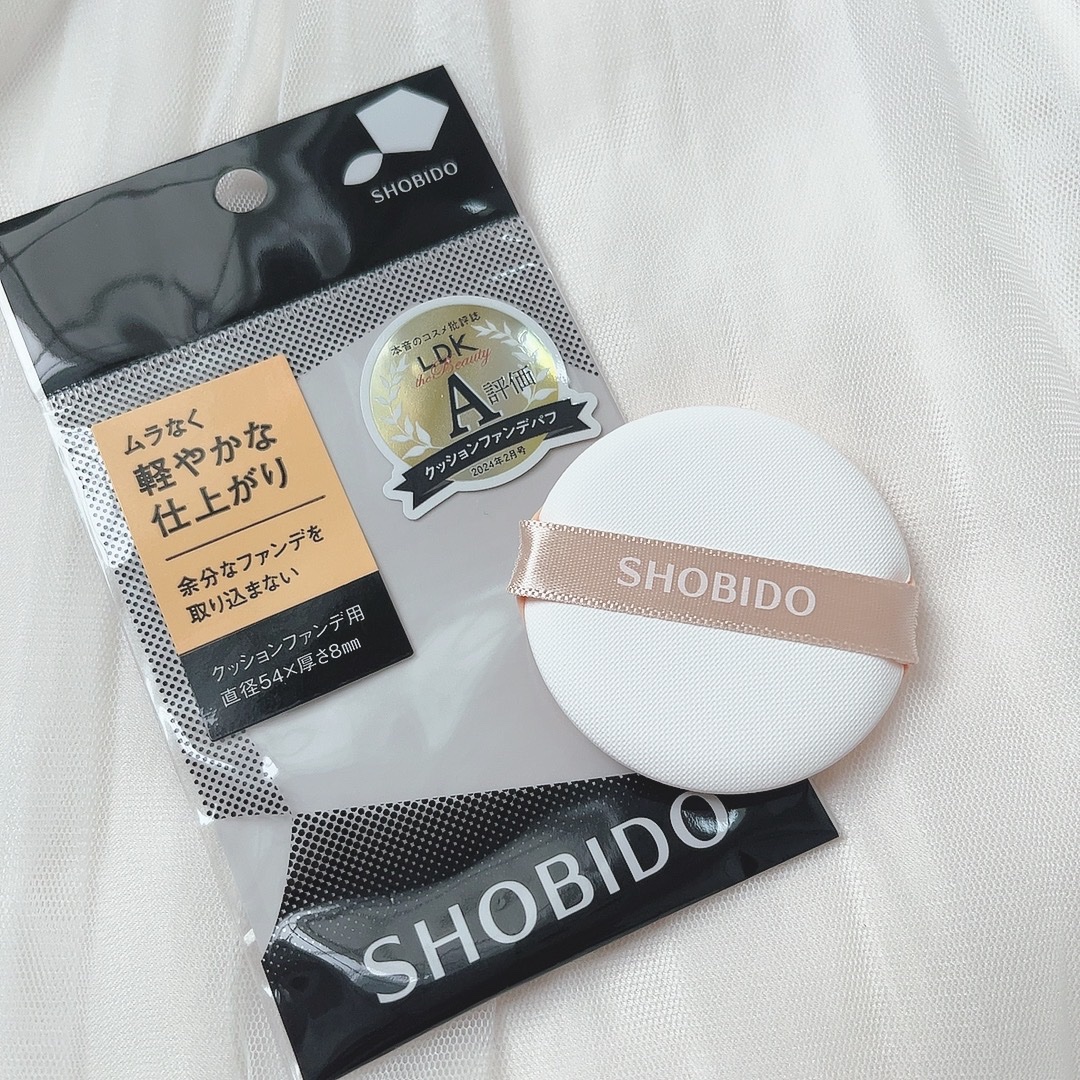 SHOBIDO
本音のコスメ批評誌
LDK
the Beauty
A評価
クッションファンデパフ
2024年2月号
ムラなく
軽やかな
仕上がり
余分なファンデを
取り込まない
クッションファンデ用
直径54×厚さ8mm
SHOBIDO
SHOBIDO